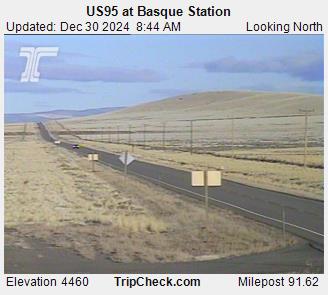 US95 at Basque Station
Updated: Dec 30 2024 8:44 AM Looking North
Elevation 4460 TripCheck.com Milepost 91.62